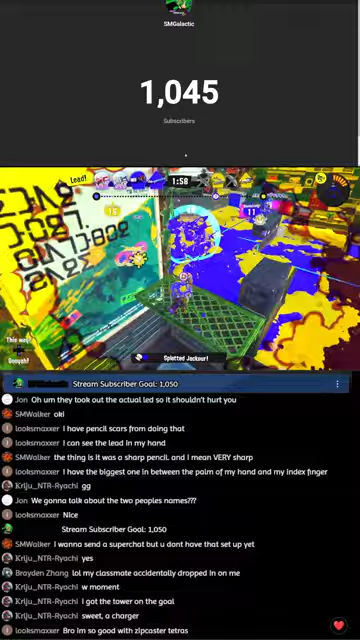 SMGalactic
1,045
Subscribers
Lead!
1:58
15
11
This way!
Booyah!
Splatted Jackour!
SMGalactic Stream Subscriber Goal: 1,050
Jon Oh um they took out the actual led so it shouldn't hurt you
SMWalker oki
looksmaxxer I have pencil scars from doing that
looksmaxxer I can see the lead in my hand
SMWalker the thing is it was a sharp pencil and I mean VERY sharp
looksmaxxer I have the biggest one in between the palm of my hand and my index finger
Krlju_NTR-Ryachi gg
Jon We gonna talk about the two peoples names???
looksmaxxer Nice
Stream Subscriber Goal: 1,050
SMWalker I wanna send a superchat but u dont have that set up yet
Krlju_NTR-Ryachi yes
Brayden Zhang lol my classmate accidentally dropped in on me
Krlju_NTR-Ryachi w moment
Krlju_NTR-Ryachi I got the tower on the goal
Krlju_NTR-Ryachi sweet, a charger
looksmaxxer Bro im so good with zipcaster tetras